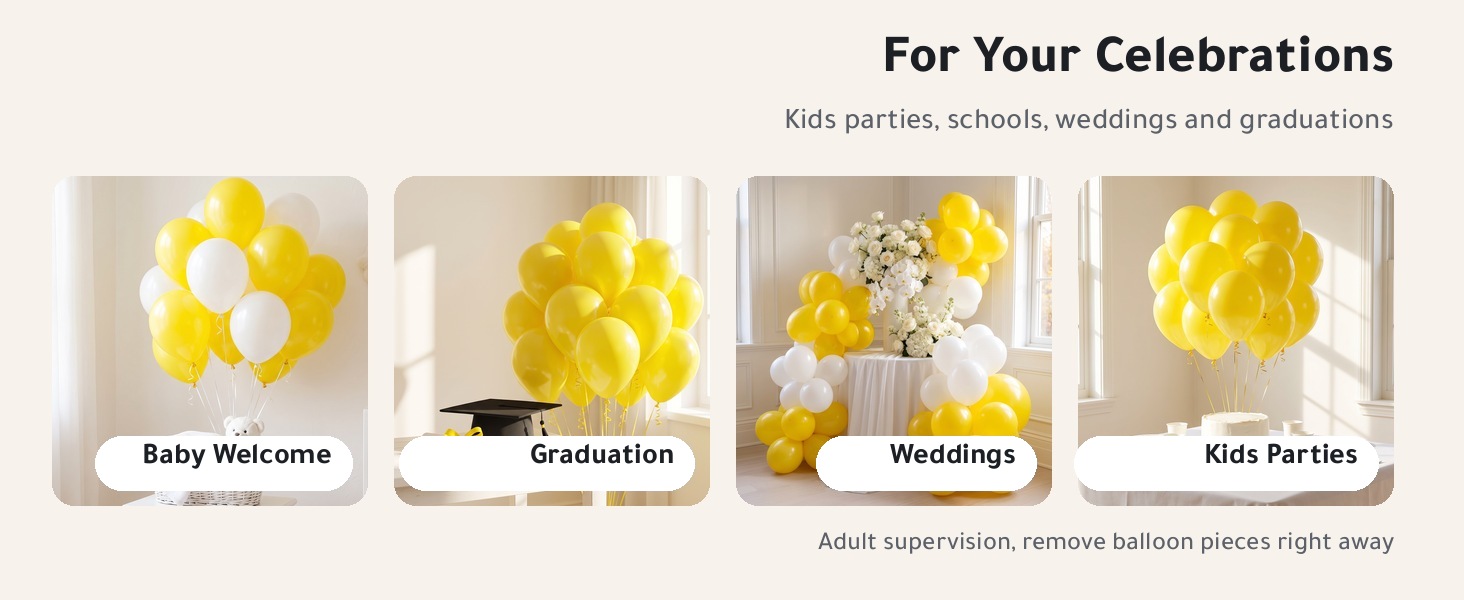 For Your Celebrations
Kids parties, schools, weddings and graduations
Baby Welcome
Graduation
Weddings
Kids Parties
Adult supervision, remove balloon pieces right away